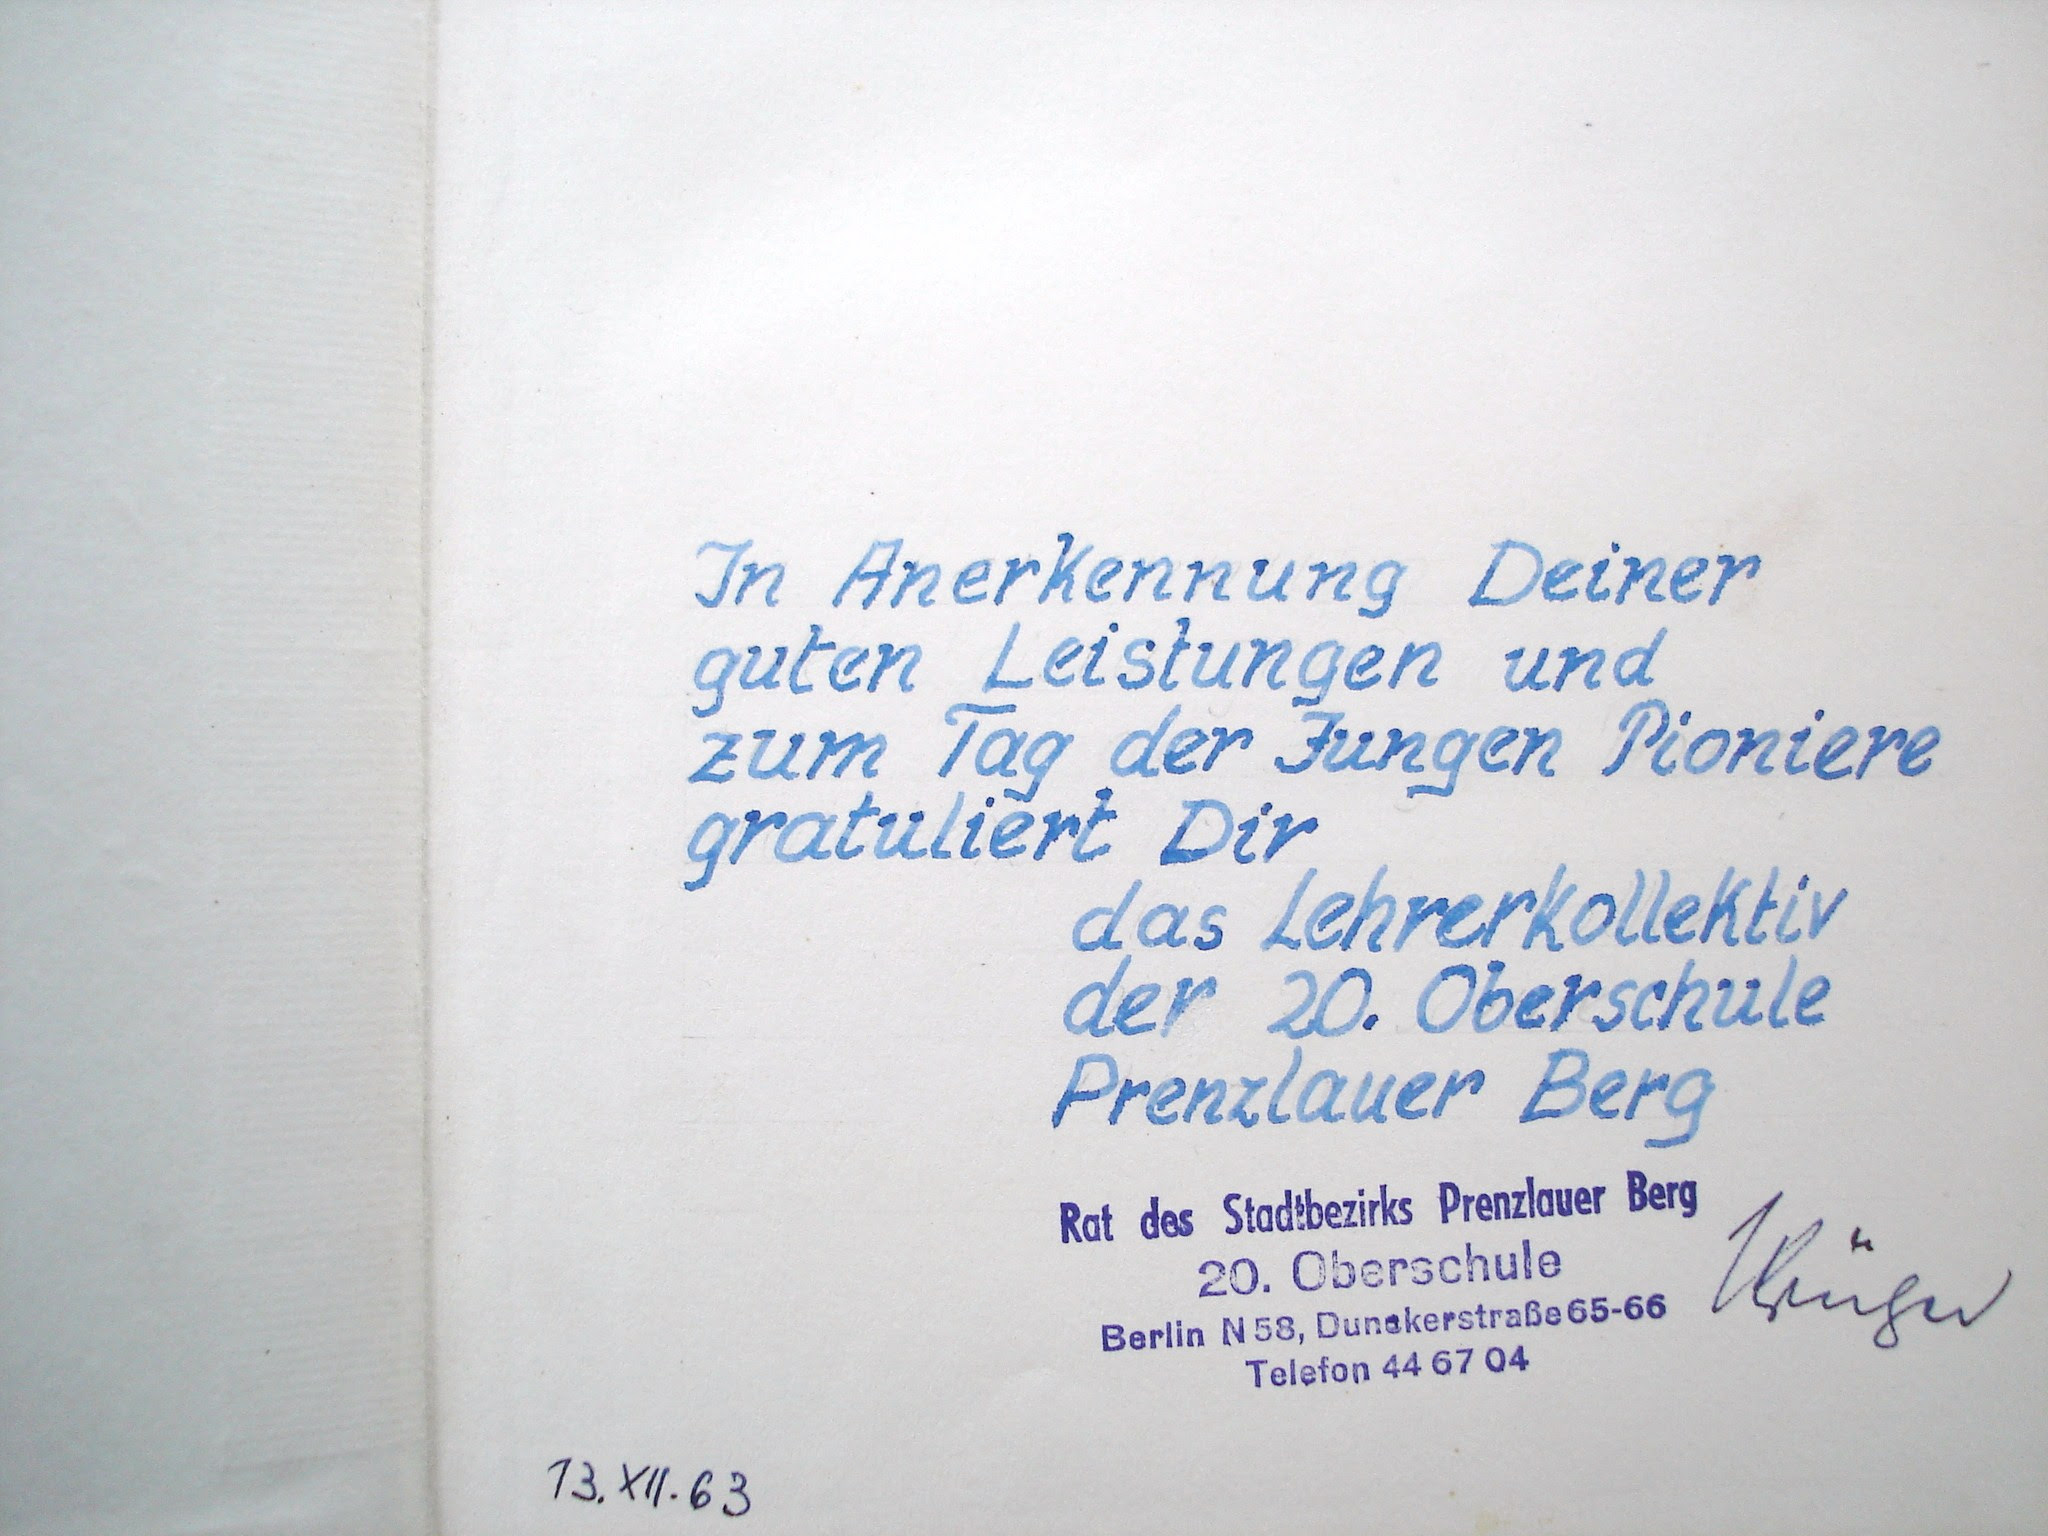 In Anerkennung Deiner
guten Leistungen und
zum Tag der Jungen Pioniere
gratuliert Dir
das Lehrerkollektiv
der 20. Oberschule
Prenzlauer Berg
Rat des Stadtbezirks Prenzlauer Berg
20. Oberschule
Berlin N 58, Dunckerstraße 65-66
Telefon 44 67 04
Krüger
13.XII.63